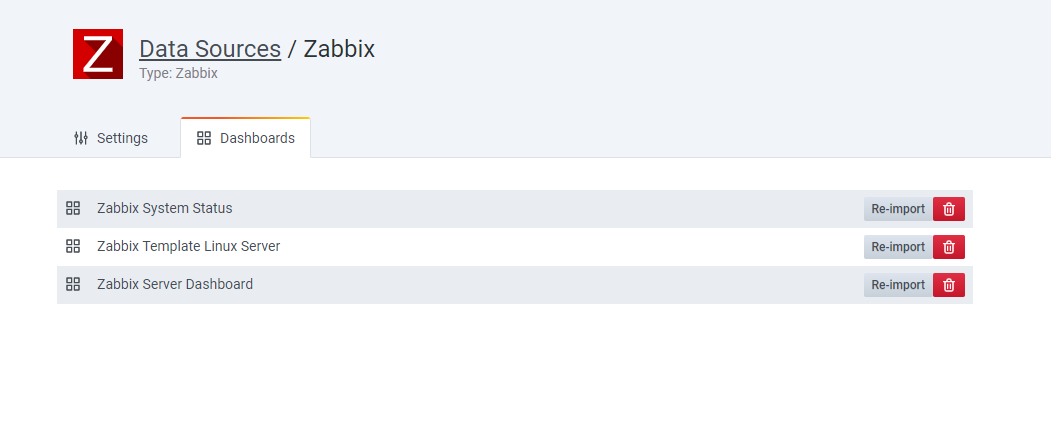 Z
Data Sources / Zabbix
Type: Zabbix
Settings
Dashboards
Zabbix System Status Re-import
Zabbix Template Linux Server Re-import
Zabbix Server Dashboard Re-import